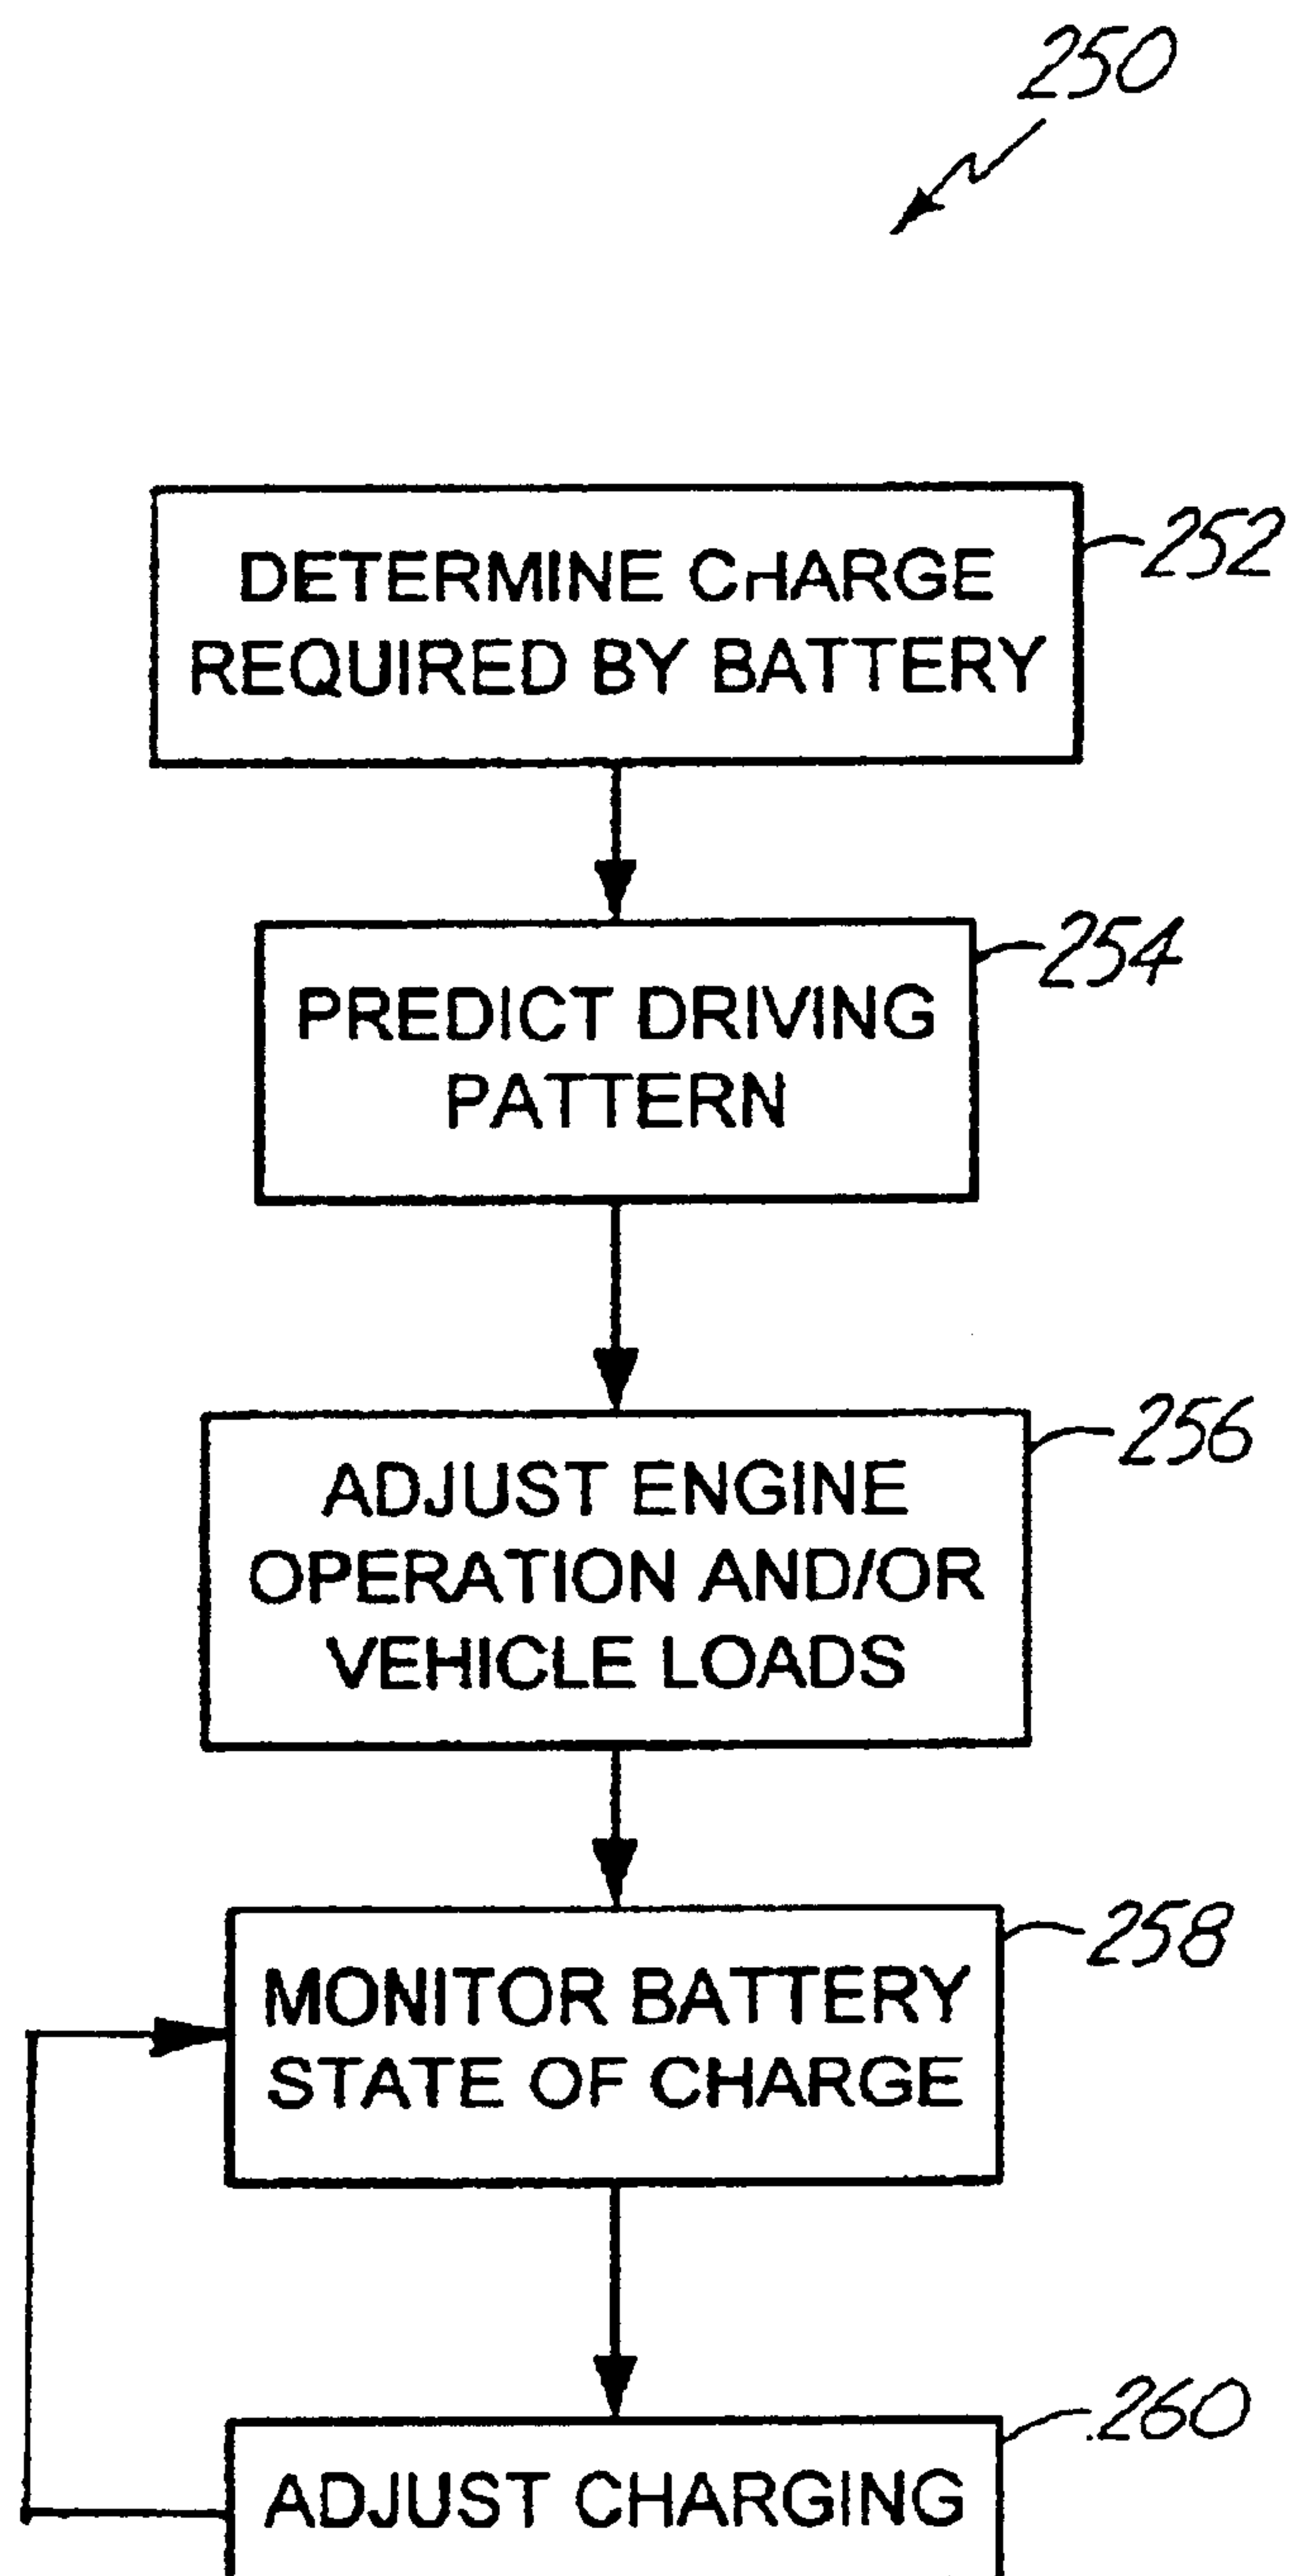 250
DETERMINE CHARGE
REQUIRED BY BATTERY
252
PREDICT DRIVING
PATTERN
254
ADJUST ENGINE
OPERATION AND/OR
VEHICLE LOADS
256
MONITOR BATTERY
STATE OF CHARGE
258
ADJUST CHARGING
260